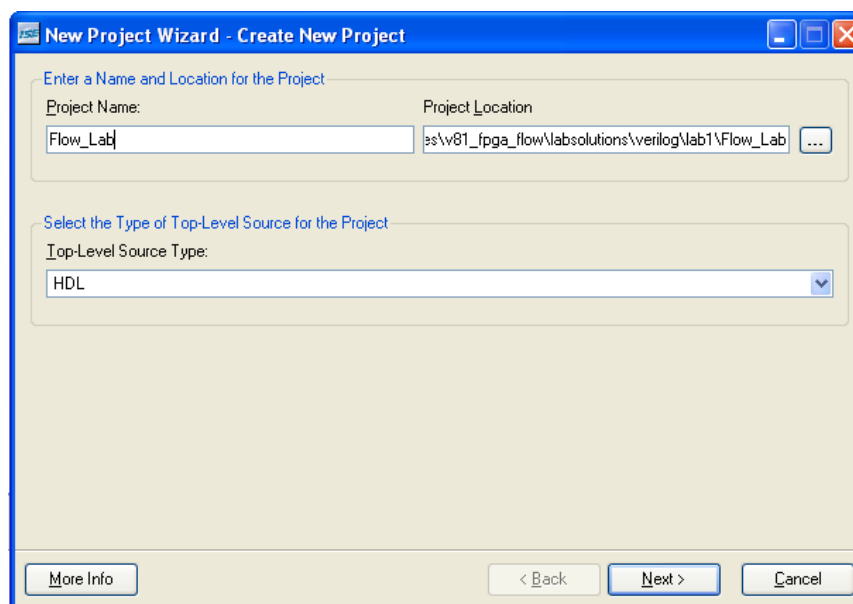 ISE New Project Wizard - Create New Project
Enter a Name and Location for the Project
Project Name: Project Location
Flow_Lab es\v81_fpga_flow\labsolutions\verilog\lab1\Flow_Lab ...
Select the Type of Top-Level Source for the Project
Top-Level Source Type:
HDL
More Info < Back Next > Cancel